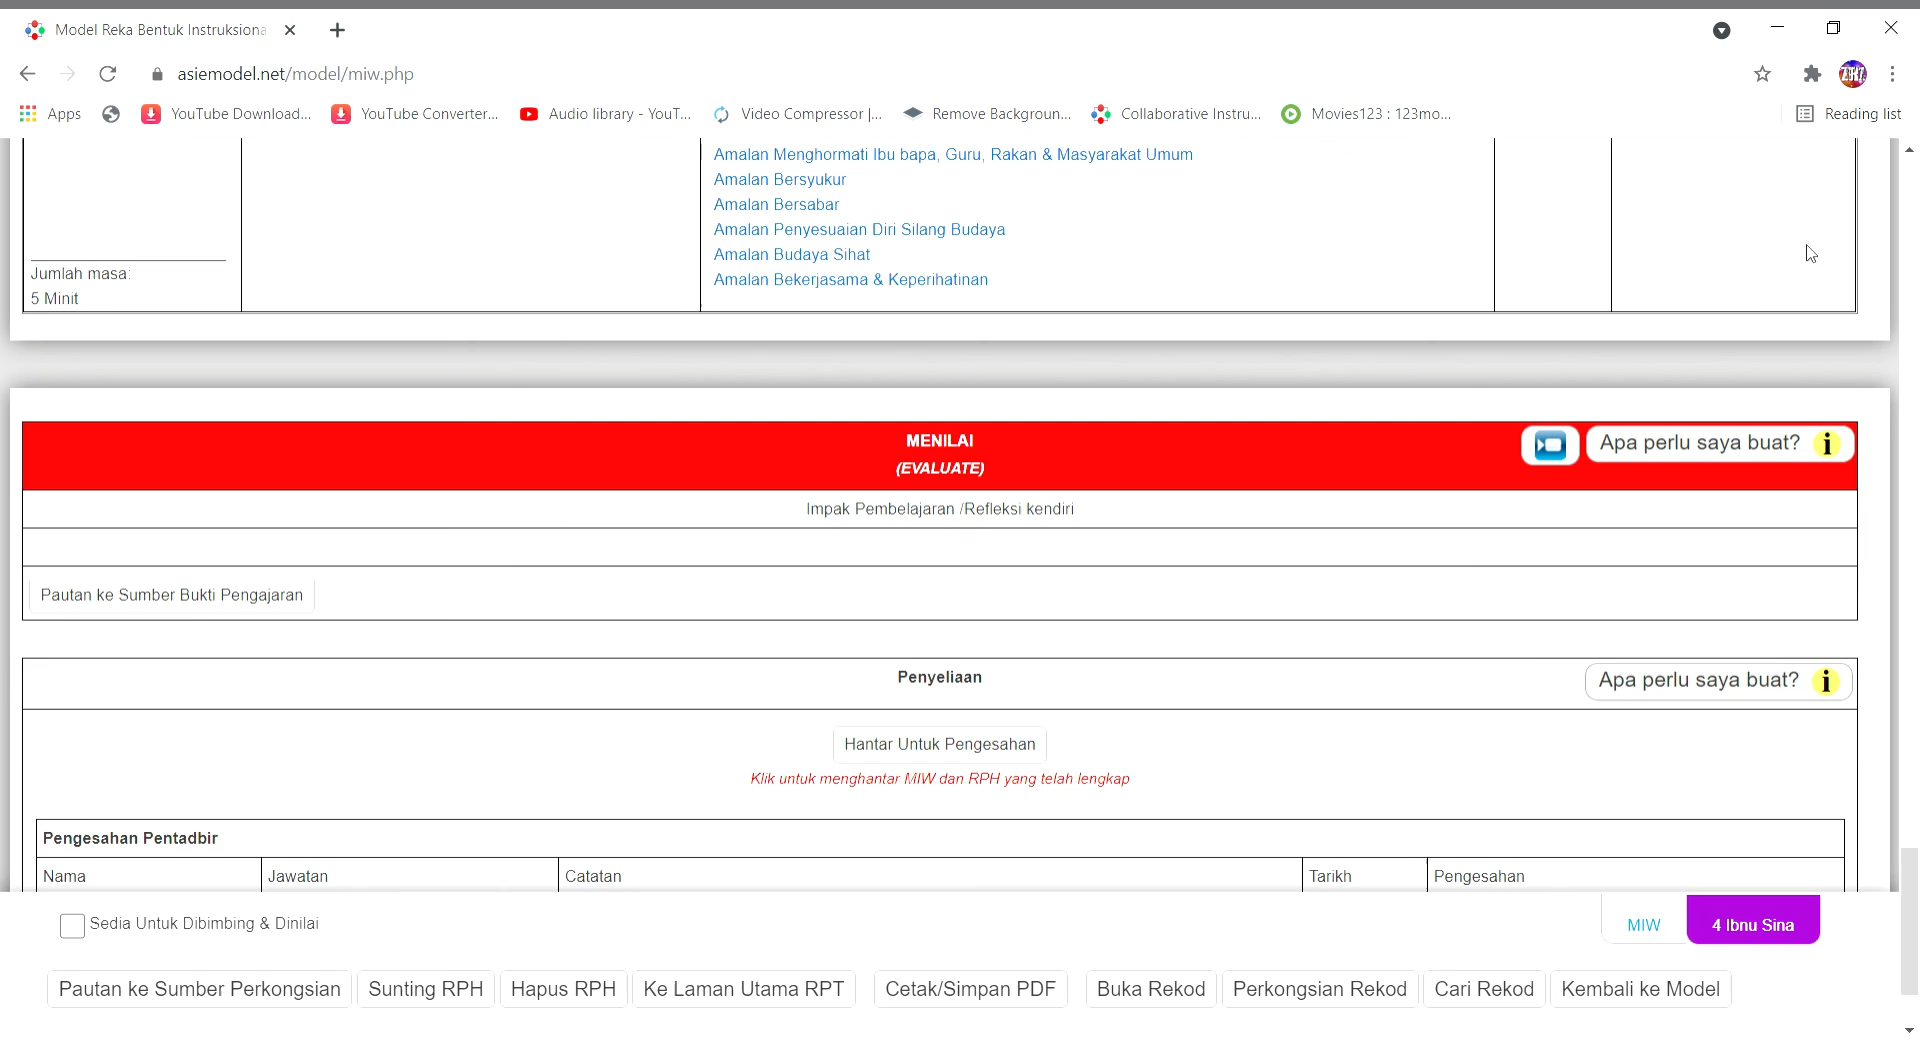 Model Reka Bentuk Instruksiona
asiemodel.net/model/miw.php
Apps YouTube Download... YouTube Converter... Audio library - YouT... Video Compressor |... Remove Backgroun... Collaborative Instru... Movies123 : 123mo... Reading list
Amalan Menghormati Ibu bapa, Guru, Rakan & Masyarakat Umum
Amalan Bersyukur
Amalan Bersabar
Amalan Penyesuaian Diri Silang Budaya
Amalan Budaya Sihat
Amalan Bekerjasama & Keperihatinan
Jumlah masa:
5 Minit
MENILAI
(EVALUATE)
Apa perlu saya buat? i
Impak Pembelajaran /Refleksi kendiri
Pautan ke Sumber Bukti Pengajaran
Penyeliaan
Apa perlu saya buat? i
Hantar Untuk Pengesahan
Klik untuk menghantar MIW dan RPH yang telah lengkap
Pengesahan Pentadbir
Nama Jawatan Catatan Tarikh Pengesahan
Sedia Untuk Dibimbing & Dinilai
MIW 4 Ibnu Sina
Pautan ke Sumber Perkongsian Sunting RPH Hapus RPH Ke Laman Utama RPT Cetak/Simpan PDF Buka Rekod Perkongsian Rekod Cari Rekod Kembali ke Model